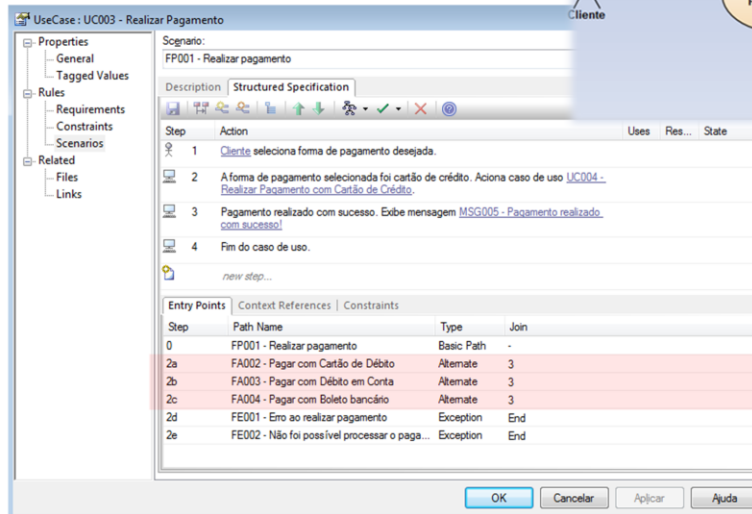 Cliente
UseCase : UC003 - Realizar Pagamento
Properties
General
Tagged Values
Rules
Requirements
Constraints
Scenarios
Related
Files
Links
Scenario:
FP001 - Realizar pagamento
Description Structured Specification
Step Action Uses Res... State
1 Cliente seleciona forma de pagamento desejada.
2 A forma de pagamento selecionada foi cartão de crédito. Aciona caso de uso UC004 -
Realizar Pagamento com Cartão de Crédito.
3 Pagamento realizado com sucesso. Exibe mensagem MSG005 - Pagamento realizado
com sucesso!
4 Fim do caso de uso.
new step...
Entry Points Context References Constraints
Step Path Name Type Join
0 FP001 - Realizar pagamento Basic Path -
2a FA002 - Pagar com Cartão de Débito Alternate 3
2b FA003 - Pagar com Débito em Conta Alternate 3
2c FA004 - Pagar com Boleto bancário Alternate 3
2d FE001 - Erro ao realizar pagamento Exception End
2e FE002 - Não foi possível processar o paga... Exception End
OK Cancelar Aplicar Ajuda